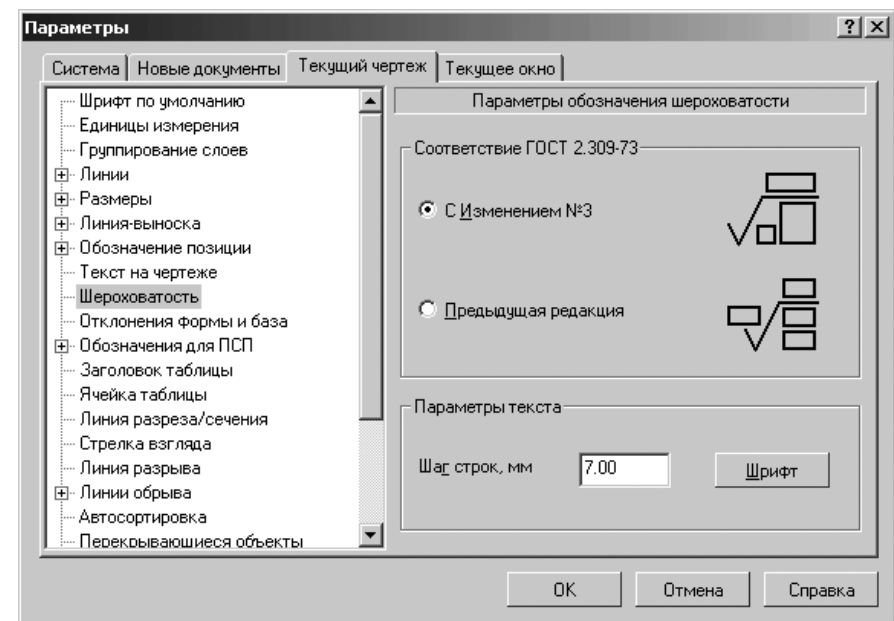 Параметры
Система Новые документы Текущий чертеж Текущее окно
Шрифт по умолчанию
Единицы измерения
Группирование слоев
Линии
Размеры
Линия-выноска
Обозначение позиции
Текст на чертеже
Шероховатость
Отклонения формы и база
Обозначения для ПСП
Заголовок таблицы
Ячейка таблицы
Линия разреза/сечения
Стрелка взгляда
Линия разрыва
Линии обрыва
Автосортировка
Перекрывающиеся объекты
Параметры обозначения шероховатости
Соответствие ГОСТ 2.309-73
С Изменением №3
Предыдущая редакция
Параметры текста
Шаг строк, мм 7.00 Шрифт
OK Отмена Справка